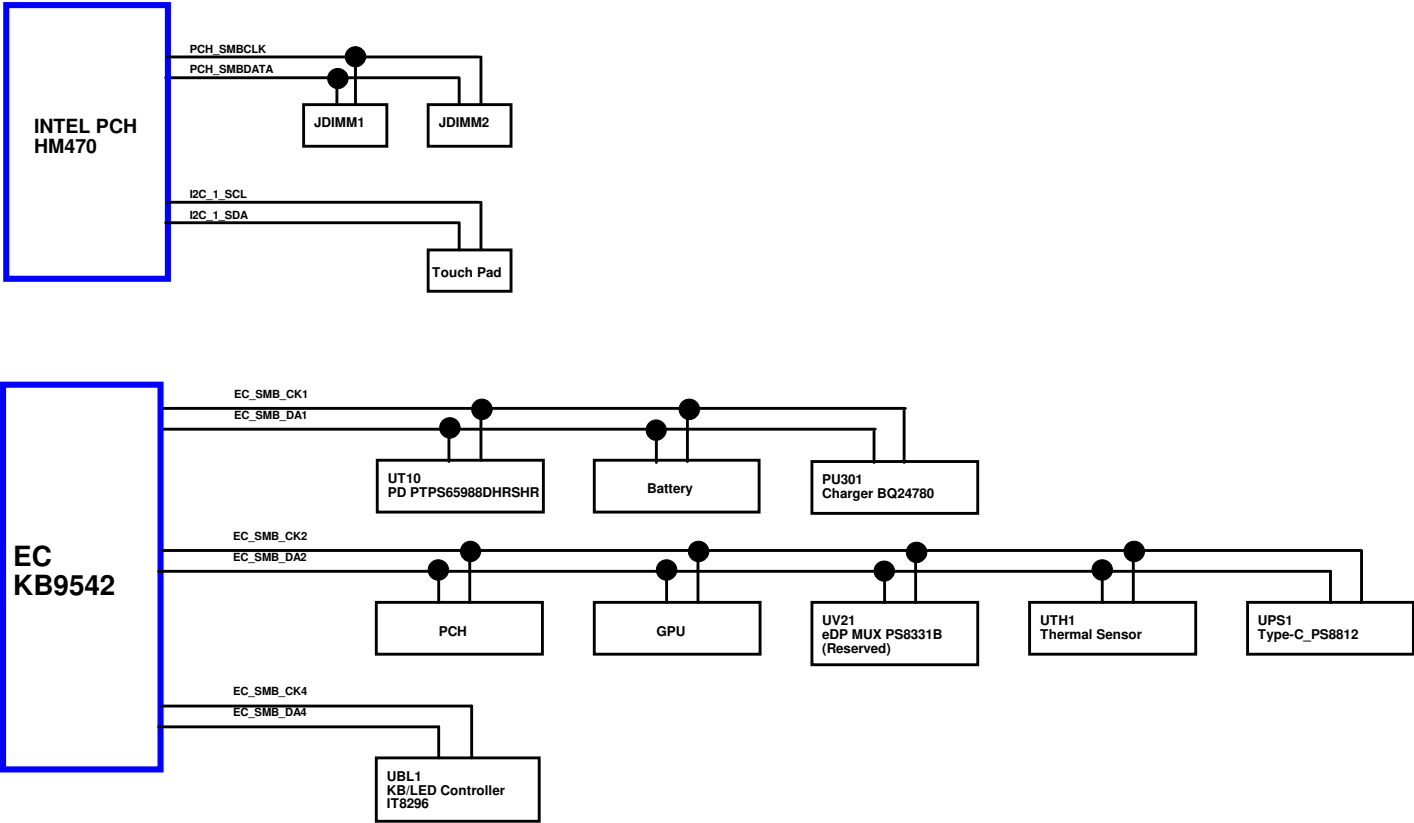 PCH_SMBCLK
PCH_SMBDATA
INTEL PCH
HM470
JDIMM1
JDIMM2
I2C_1_SCL
I2C_1_SDA
Touch Pad
EC_SMB_CK1
EC_SMB_DA1
UT10
PD PTPS65988DHRSHR
Battery
PU301
Charger BQ24780
EC_SMB_CK2
EC_SMB_DA2
EC
KB9542
PCH
GPU
UV21
eDP MUX PS8331B
(Reserved)
UTH1
Thermal Sensor
UPS1
Type-C_PS8812
EC_SMB_CK4
EC_SMB_DA4
UBL1
KB/LED Controller
IT8296